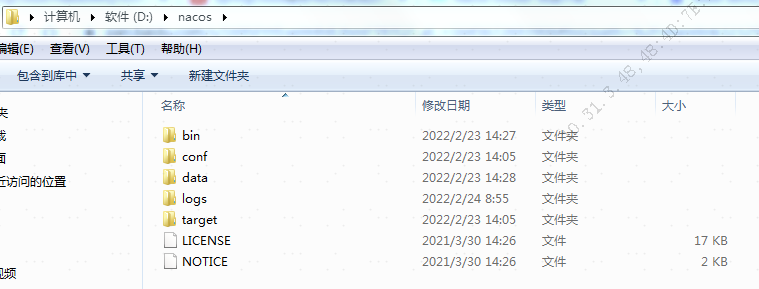 计算机 ▸ 软件 (D:) ▸ nacos
编辑(E) 查看(V) 工具(T) 帮助(H)
包含到库中 共享 新建文件夹
名称 修改日期 类型 大小
bin 2022/2/23 14:27 文件夹
conf 2022/2/23 14:05 文件夹
data 2022/2/23 14:28 文件夹
logs 2022/2/24 8:55 文件夹
target 2022/2/23 14:05 文件夹
LICENSE 2021/3/30 14:26 文件 17 KB
NOTICE 2021/3/30 14:26 文件 2 KB
夹
面
近访问的位置
视频
.31.3.48,48:4D:7E: